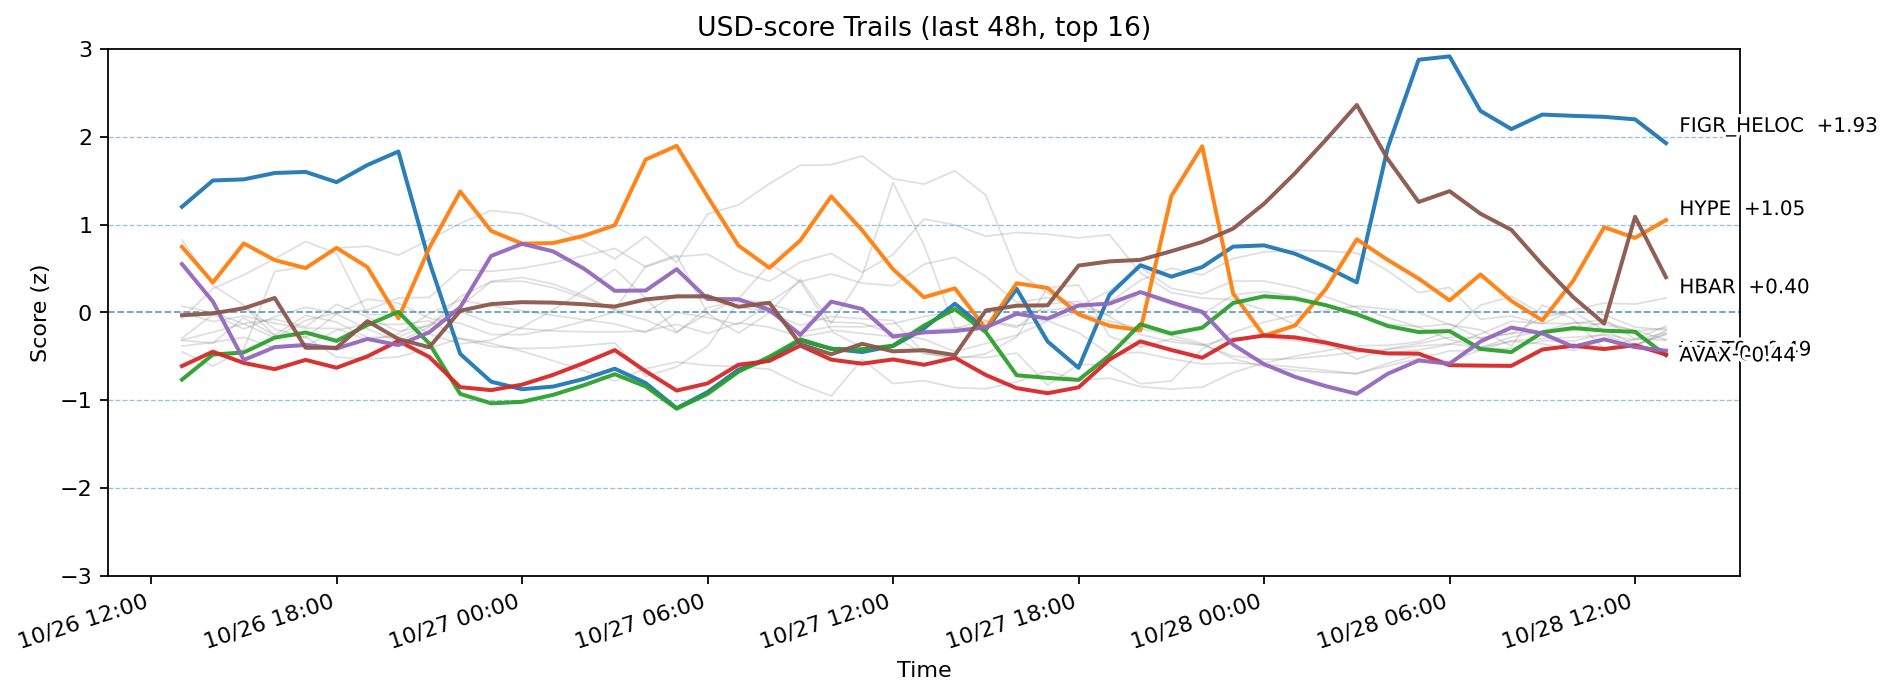 USD-score Trails (last 48h, top 16)
Score (z)
3
2
1
0
−1
−2
−3
FIGR_HELOC +1.93
HYPE +1.05
HBAR +0.40
AVAX -0.44
10/26 12:00
10/26 18:00
10/27 00:00
10/27 06:00
10/27 12:00
10/27 18:00
10/28 00:00
10/28 06:00
10/28 12:00
Time